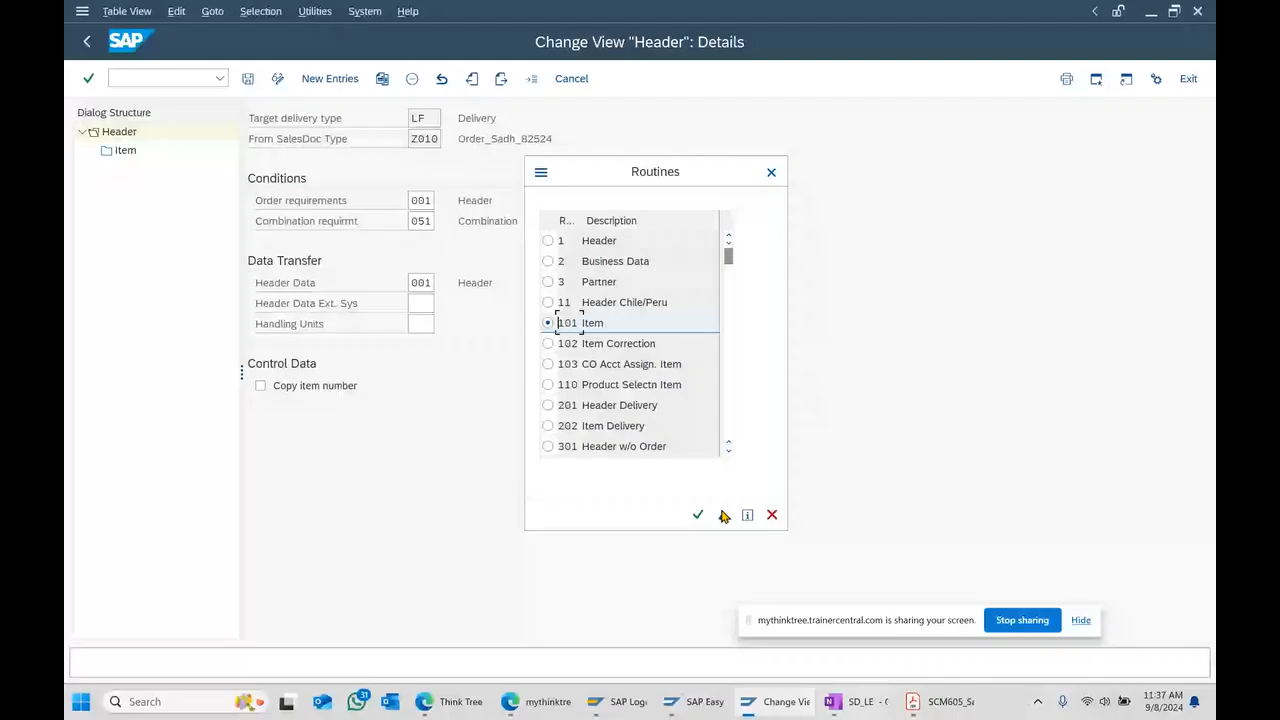 Table View Edit Goto Selection Utilities System Help
SAP Change View "Header": Details
New Entries Cancel Exit
Dialog Structure
Header
Item
Target delivery type LF Delivery
From SalesDoc Type Z010 Order_Sadh_82524
Conditions
Order requirements 001 Header
Combination requirmt. 051 Combination
Data Transfer
Header Data 001 Header
Header Data Ext. Sys
Handling Units
Control Data
Copy item number
Routines
R... Description
1 Header
2 Business Data
3 Partner
11 Header Chile/Peru
101 Item
102 Item Correction
103 CO Acct Assign. Item
110 Product Selectn Item
201 Header Delivery
202 Item Delivery
301 Header w/o Order
mythinktree.trainercentral.com is sharing your screen. Stop sharing Hide
Search 31 Think Tree mythinktre SAP Logo SAP Easy Change Vie SD_LE - ( SCM605_Sa 11:37 AM
9/8/2024